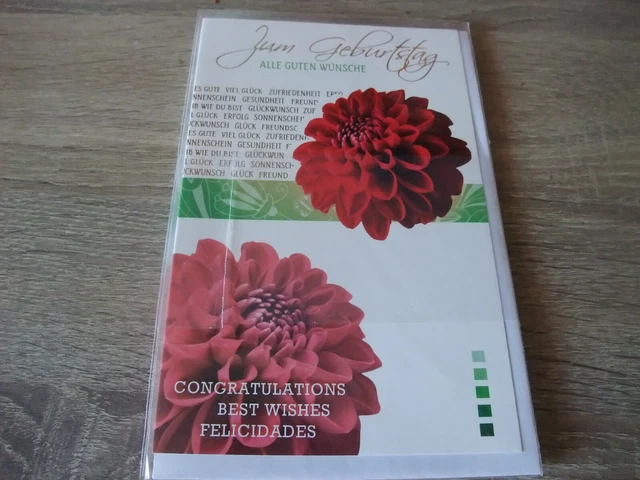 Zum Geburtstag
ALLE GUTEN WÜNSCHE
ES GUTE VIEL GLÜCK ZUFRIEDENHEIT
NNENSCHEIN GESUNDHEIT FREUND
WIE DU BIST GLÜCKWUNSCH ZUF
L GLÜCK ERFOLG SONNENSCHEI
CKWUNSCH GLÜCK FREUNDSC
ES GUTE VIEL GLÜCK ZUFRIEDEN
NNENSCHEIN GESUNDHEIT F
IB WIE DU BIST GLÜCKWUN
L GLÜCK ERFOLG SONNENSCH
CKWUNSCH GLÜCK FREUND
CONGRATULATIONS
BEST WISHES
FELICIDADES